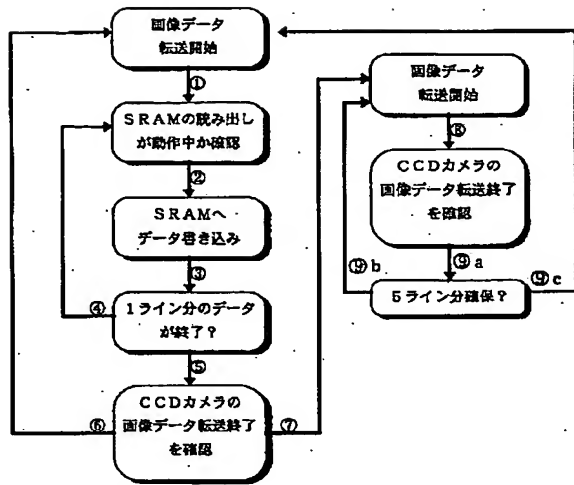 画像データ
転送開始
①
SRAMの読み出し
が動作中か確認
②
SRAMへ
データ書き込み
③
1ライン分のデータ
が終了?
④
⑤
CCDカメラの
画像データ転送終了
を確認
⑥
⑦
画像データ
転送開始
⑧
CCDカメラの
画像データ転送終了
を確認
⑨a
⑨b
5ライン分確保?
⑨c